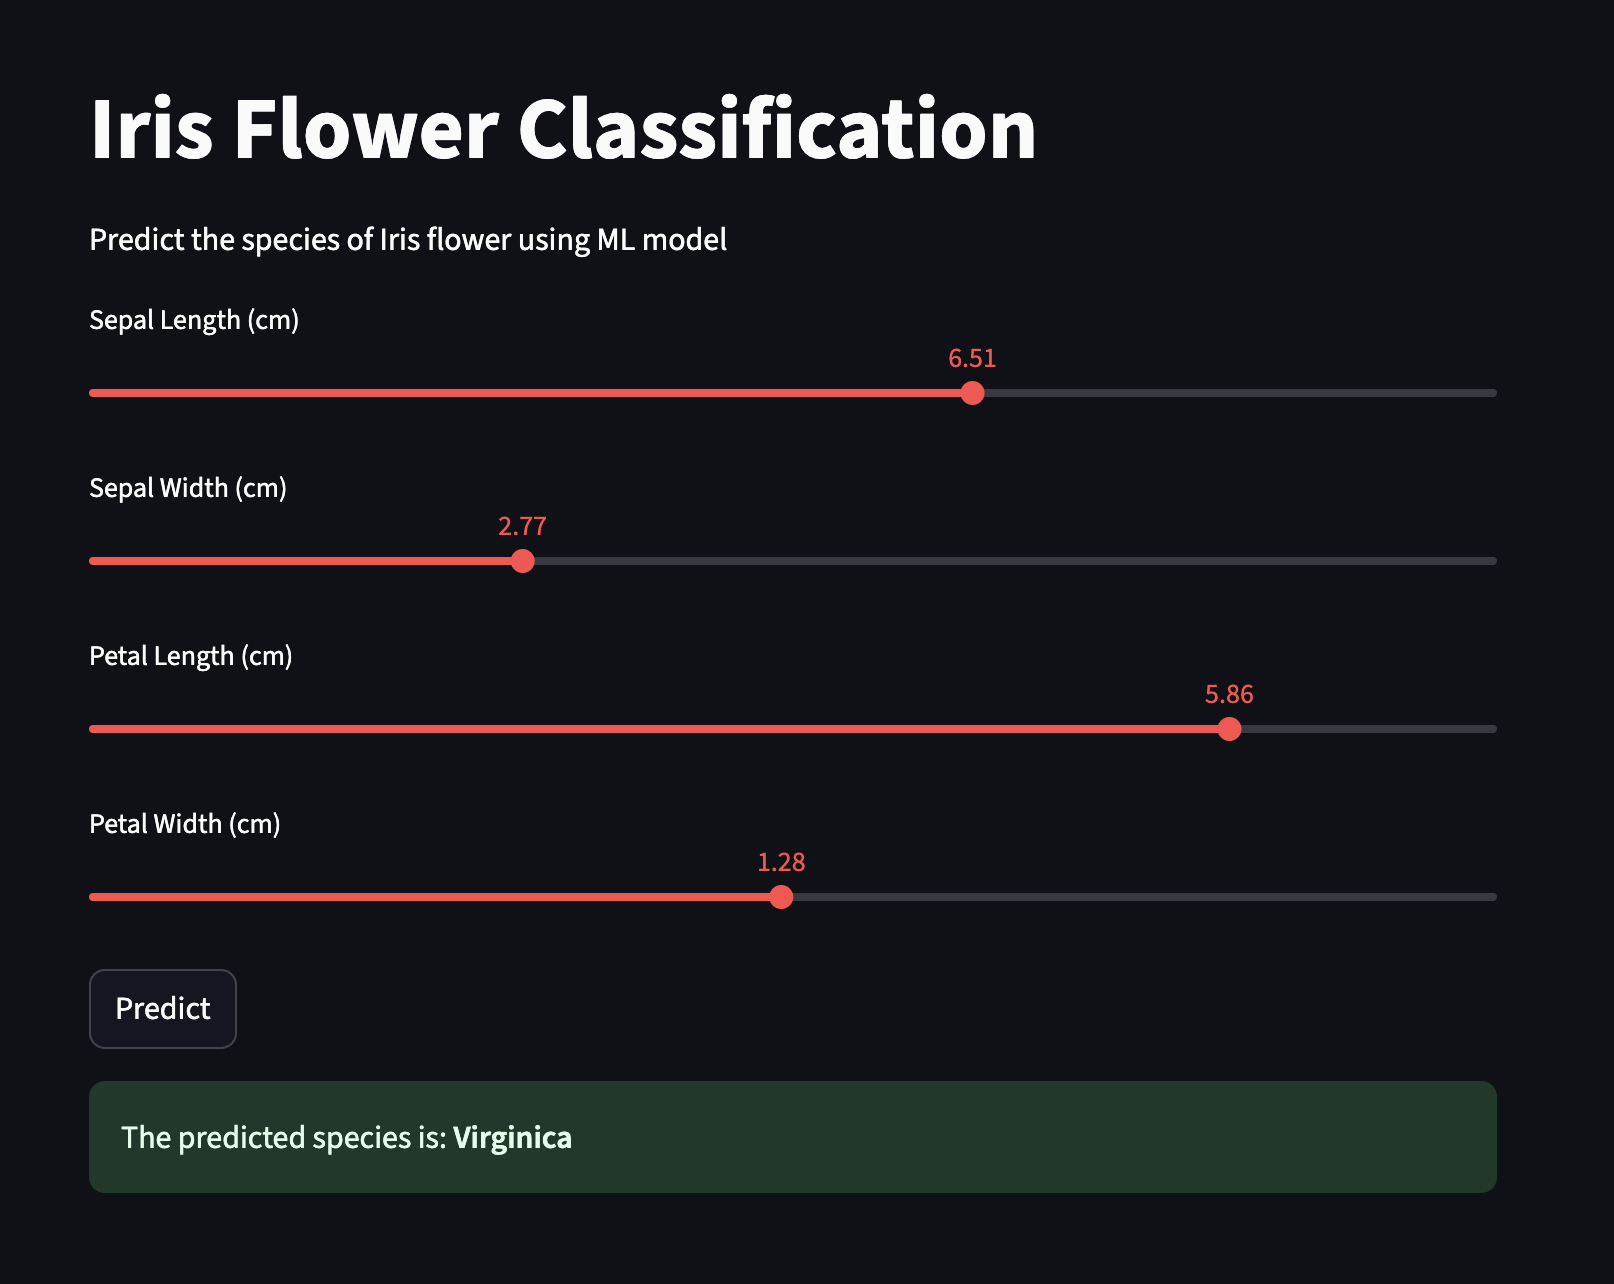 Iris Flower Classification
Predict the species of Iris flower using ML model
Sepal Length (cm)
6.51
Sepal Width (cm)
2.77
Petal Length (cm)
5.86
Petal Width (cm)
1.28
Predict
The predicted species is: Virginica